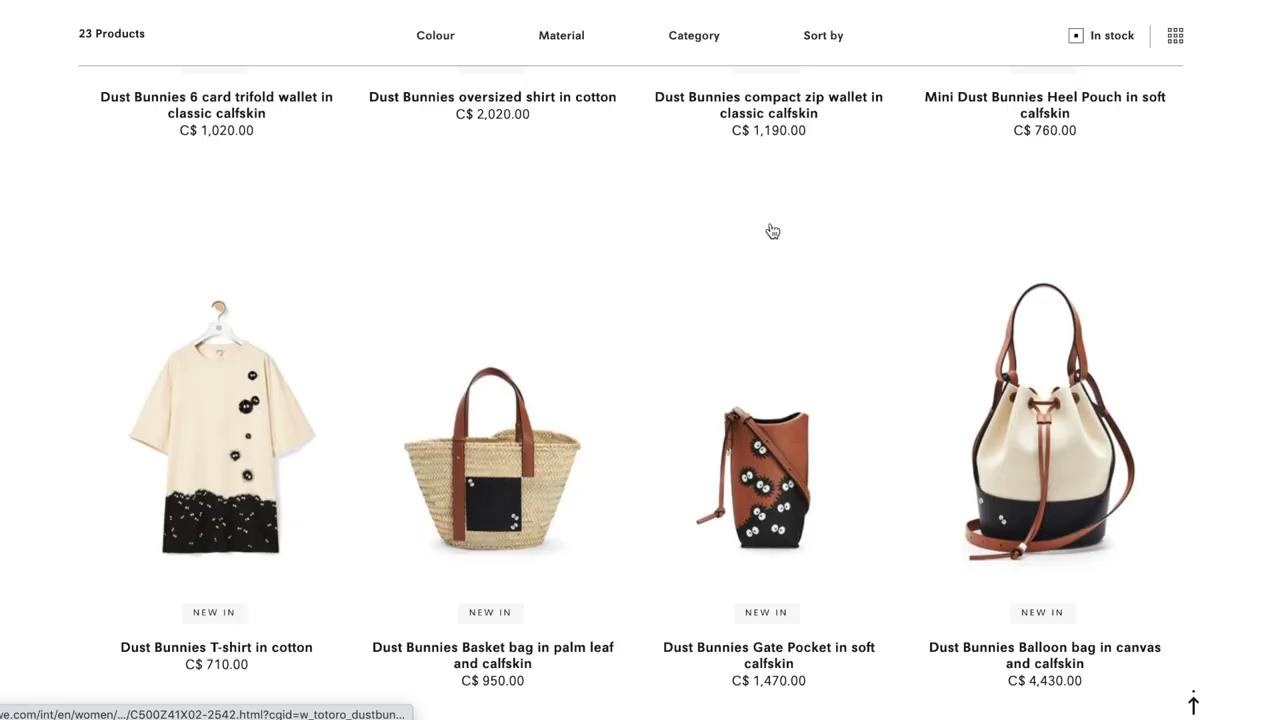 23 Products
Colour
Material
Category
Sort by
In stock
Dust Bunnies 6 card trifold wallet in
classic calfskin
C$ 1,020.00
Dust Bunnies oversized shirt in cotton
C$ 2,020.00
Dust Bunnies compact zip wallet in
classic calfskin
C$ 1,190.00
Mini Dust Bunnies Heel Pouch in soft
calfskin
C$ 760.00
NEW IN
Dust Bunnies T-shirt in cotton
C$ 710.00
NEW IN
Dust Bunnies Basket bag in palm leaf
and calfskin
C$ 950.00
NEW IN
Dust Bunnies Gate Pocket in soft
calfskin
C$ 1,470.00
NEW IN
Dust Bunnies Balloon bag in canvas
and calfskin
C$ 4,430.00
we.com/int/en/women/.../C500Z41X02-2542.html?cgid=w_totoro_dustbun...